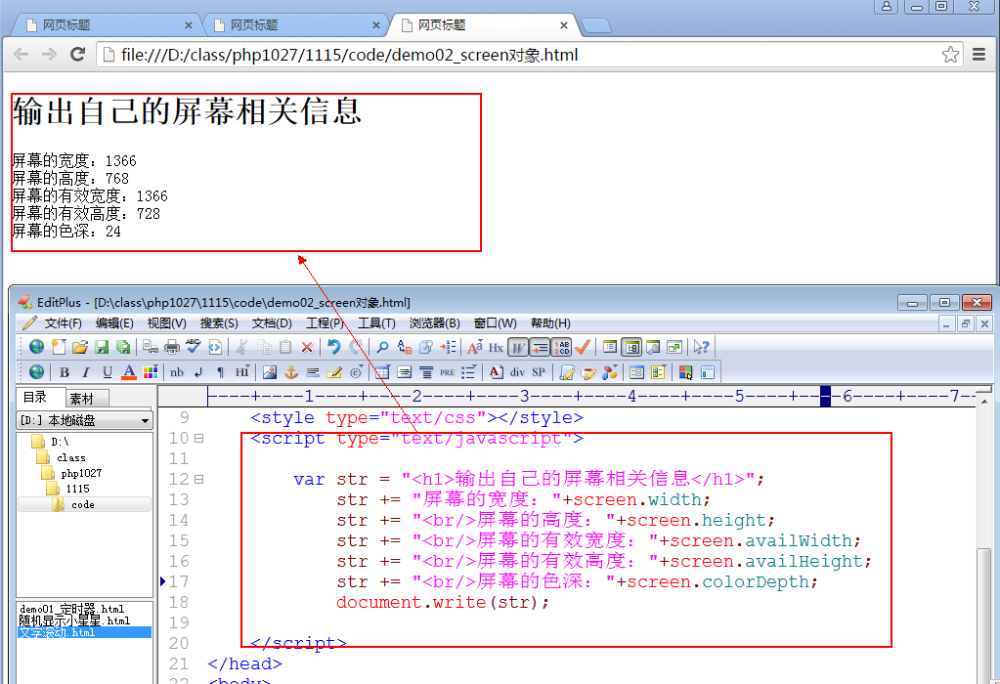 网页标题
网页标题
网页标题
file:///D:/class/php1027/1115/code/demo02_screen对象.html
输出自己的屏幕相关信息
屏幕的宽度：1366
屏幕的高度：768
屏幕的有效宽度：1366
屏幕的有效高度：728
屏幕的色深：24
EditPlus - [D:\class\php1027\1115\code\demo02_screen对象.html]
文件(F) 编辑(E) 视图(V) 搜索(S) 文档(D) 工程(P) 工具(T) 浏览器(B) 窗口(W) 帮助(H)
B I U A nb HI PRE A div SP
目录 素材
[D:] 本地磁盘
D:\
class
php1027
1115
code
demo01_定时器.html
随机显示小星星.html
文字滚动.html
----+----1----+----2----+----3----+----4----+----5----+----6----+----7--
9 <style type="text/css"></style>
10 <script type="text/javascript">
11
12 var str = "<h1>输出自己的屏幕相关信息</h1>";
13 str += "屏幕的宽度："+screen.width;
14 str += "<br/>屏幕的高度："+screen.height;
15 str += "<br/>屏幕的有效宽度："+screen.availWidth;
16 str += "<br/>屏幕的有效高度："+screen.availHeight;
17 str += "<br/>屏幕的色深："+screen.colorDepth;
18 document.write(str);
19
20 </script>
21 </head>
22 <body>